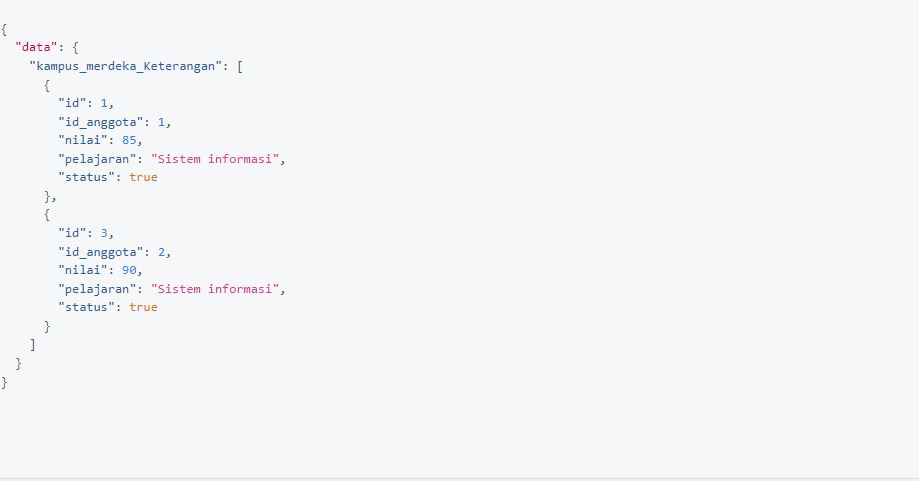 {
  "data": {
    "kampus_merdeka_Keterangan": [
      {
        "id": 1,
        "id_anggota": 1,
        "nilai": 85,
        "pelajaran": "Sistem informasi",
        "status": true
      },
      {
        "id": 3,
        "id_anggota": 2,
        "nilai": 90,
        "pelajaran": "Sistem informasi",
        "status": true
      }
    ]
  }
}